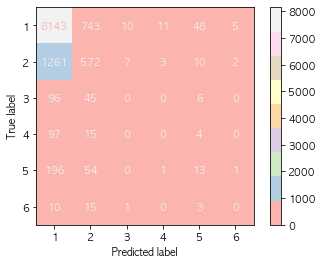 8000
7000
6000
5000
4000
3000
2000
1000
0
True label
1 8143 743 10 11 48 5
2 1261 572 7 3 10 2
3 96 45 0 0 6 0
4 97 15 0 0 4 0
5 196 54 0 1 13 1
6 10 15 1 0 3 0
1 2 3 4 5 6
Predicted label